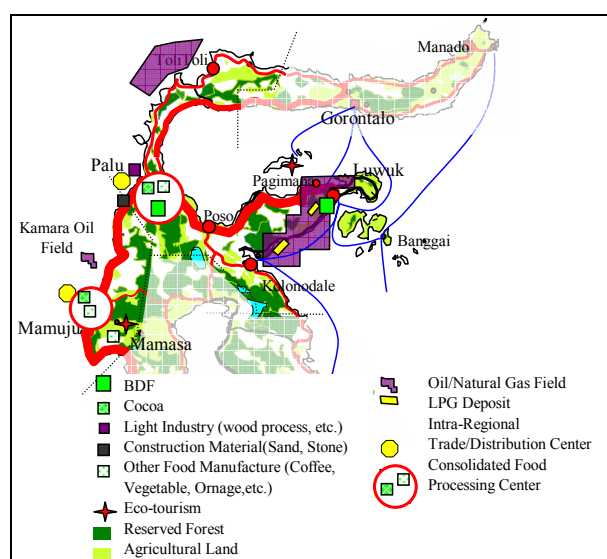 Manado
ToliToli
Gorontalo
Palu
Pagimana
Luwuk
Poso
Kamara Oil
Field
Banggai
Kolonodale
Mamuju
Mamasa
BDF
Cocoa
Light Industry (wood process, etc.)
Construction Material(Sand, Stone)
Other Food Manufacture (Coffee,
Vegetable, Ornage,etc.)
Eco-tourism
Reserved Forest
Agricultural Land
Oil/Natural Gas Field
LPG Deposit
Intra-Regional
Trade/Distribution Center
Consolidated Food
Processing Center